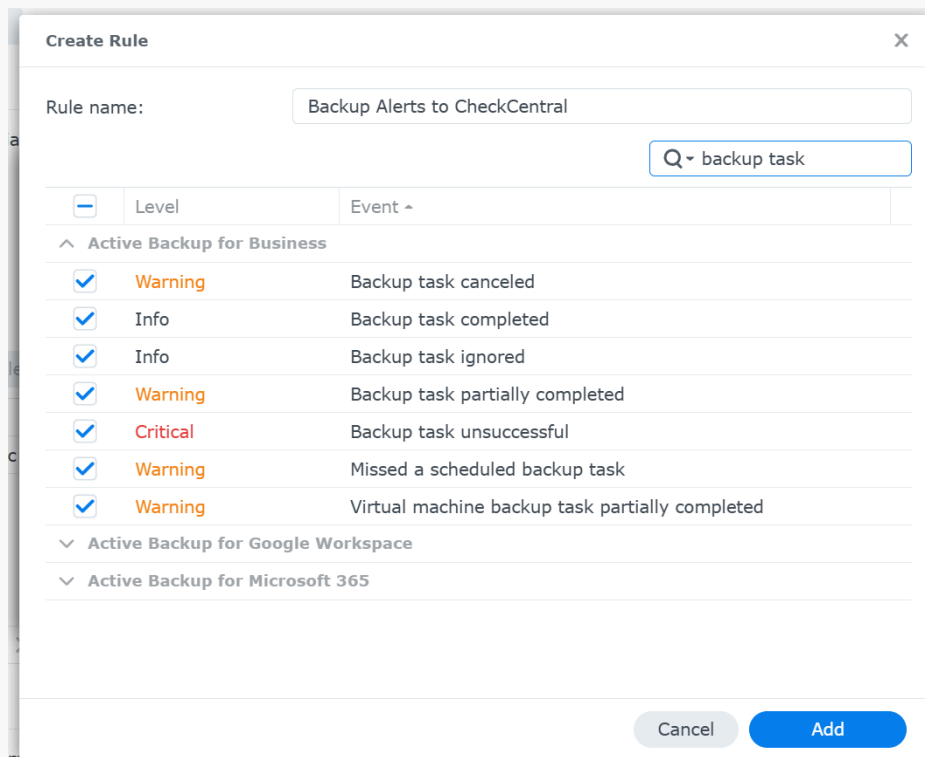 Create Rule
Rule name:
Backup Alerts to CheckCentral
backup task
Level Event
Active Backup for Business
Warning Backup task canceled
Info Backup task completed
Info Backup task ignored
Warning Backup task partially completed
Critical Backup task unsuccessful
Warning Missed a scheduled backup task
Warning Virtual machine backup task partially completed
Active Backup for Google Workspace
Active Backup for Microsoft 365
Cancel Add